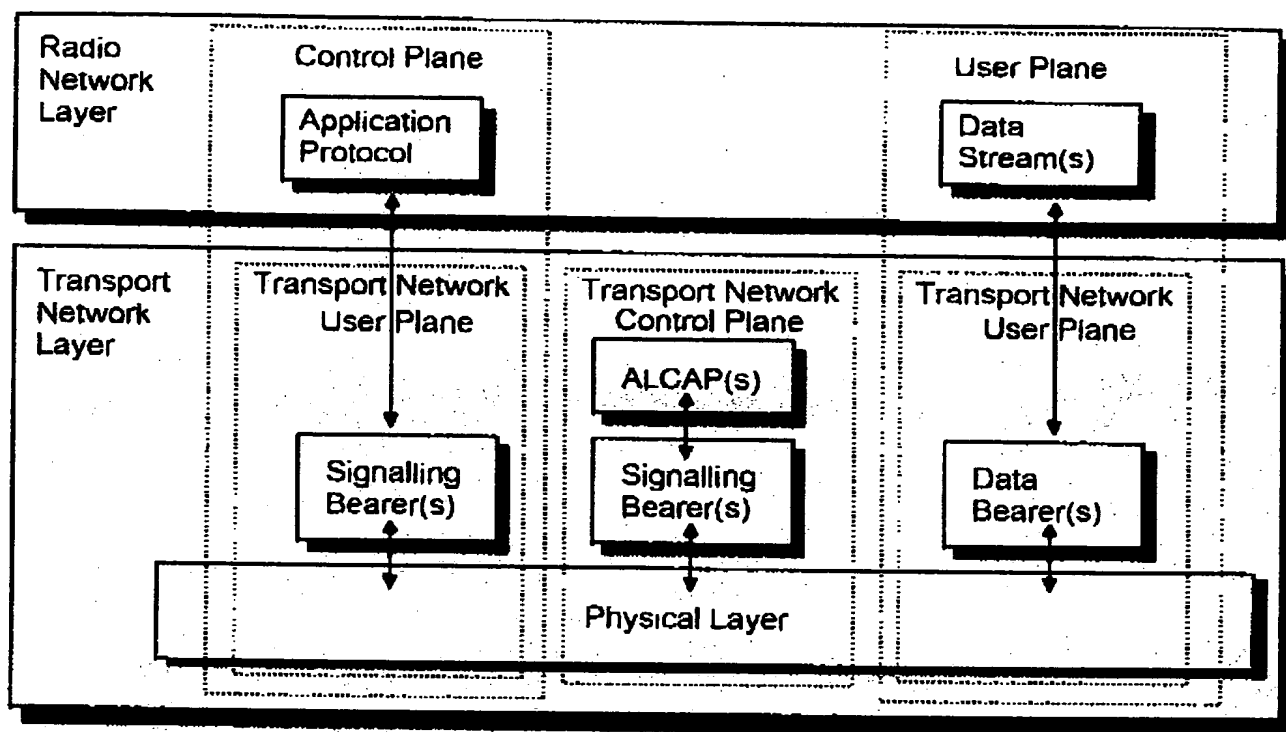 Radio
Network
Layer
Control Plane
Application
Protocol
User Plane
Data
Stream(s)
Transport
Network
Layer
Transport Network
User Plane
Signalling
Bearer(s)
Transport Network
Control Plane
ALCAP(s)
Signalling
Bearer(s)
Transport Network
User Plane
Data
Bearer(s)
Physical Layer